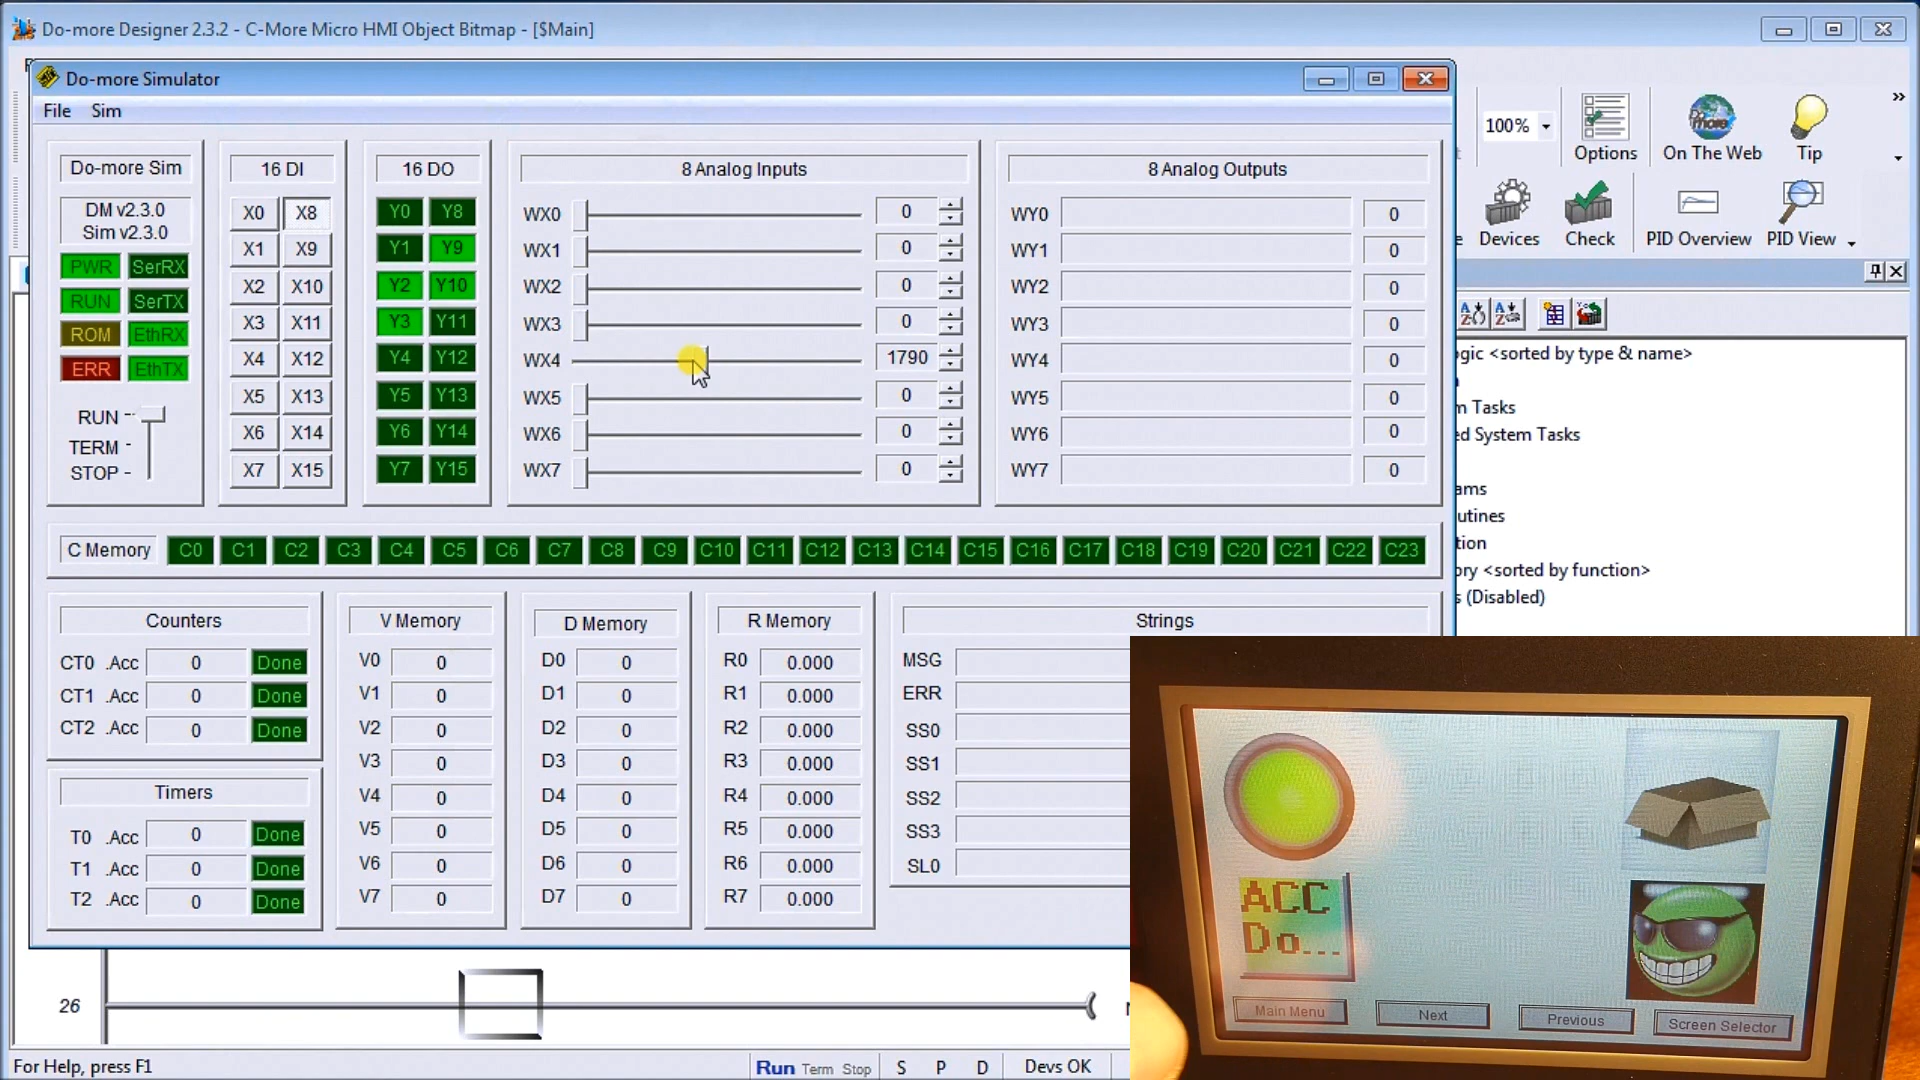 Do-more Designer 2.3.2 - C-More Micro HMI Object Bitmap - [$Main]
Do-more Simulator
File Sim
100% Options On The Web Tip
Devices Check PID Overview PID View
Do-more Sim
DM v2.3.0
Sim v2.3.0
PWR SerRX
RUN SerTX
ROM EthRX
ERR EthTX
RUN
TERM
STOP
16 DI
X0 X8
X1 X9
X2 X10
X3 X11
X4 X12
X5 X13
X6 X14
X7 X15
16 DO
Y0 Y8
Y1 Y9
Y2 Y10
Y3 Y11
Y4 Y12
Y5 Y13
Y6 Y14
Y7 Y15
8 Analog Inputs
WX0 0
WX1 0
WX2 0
WX3 0
WX4 1790
WX5 0
WX6 0
WX7 0
8 Analog Outputs
WY0 0
WY1 0
WY2 0
WY3 0
WY4 0
WY5 0
WY6 0
WY7 0
ogic <sorted by type & name>
m Tasks
ed System Tasks
ams
utines
tion
ory <sorted by function>
s (Disabled)
C Memory C0 C1 C2 C3 C4 C5 C6 C7 C8 C9 C10 C11 C12 C13 C14 C15 C16 C17 C18 C19 C20 C21 C22 C23
Counters
CT0 .Acc 0 Done
CT1 .Acc 0 Done
CT2 .Acc 0 Done
Timers
T0 .Acc 0 Done
T1 .Acc 0 Done
T2 .Acc 0 Done
V Memory
V0 0
V1 0
V2 0
V3 0
V4 0
V5 0
V6 0
V7 0
D Memory
D0 0
D1 0
D2 0
D3 0
D4 0
D5 0
D6 0
D7 0
R Memory
R0 0.000
R1 0.000
R2 0.000
R3 0.000
R4 0.000
R5 0.000
R6 0.000
R7 0.000
Strings
MSG
ERR
SS0
SS1
SS2
SS3
SL0
ACC
Do...
Main Menu Next Previous Screen Selector
26
For Help, press F1
Run Term Stop S P D Devs OK